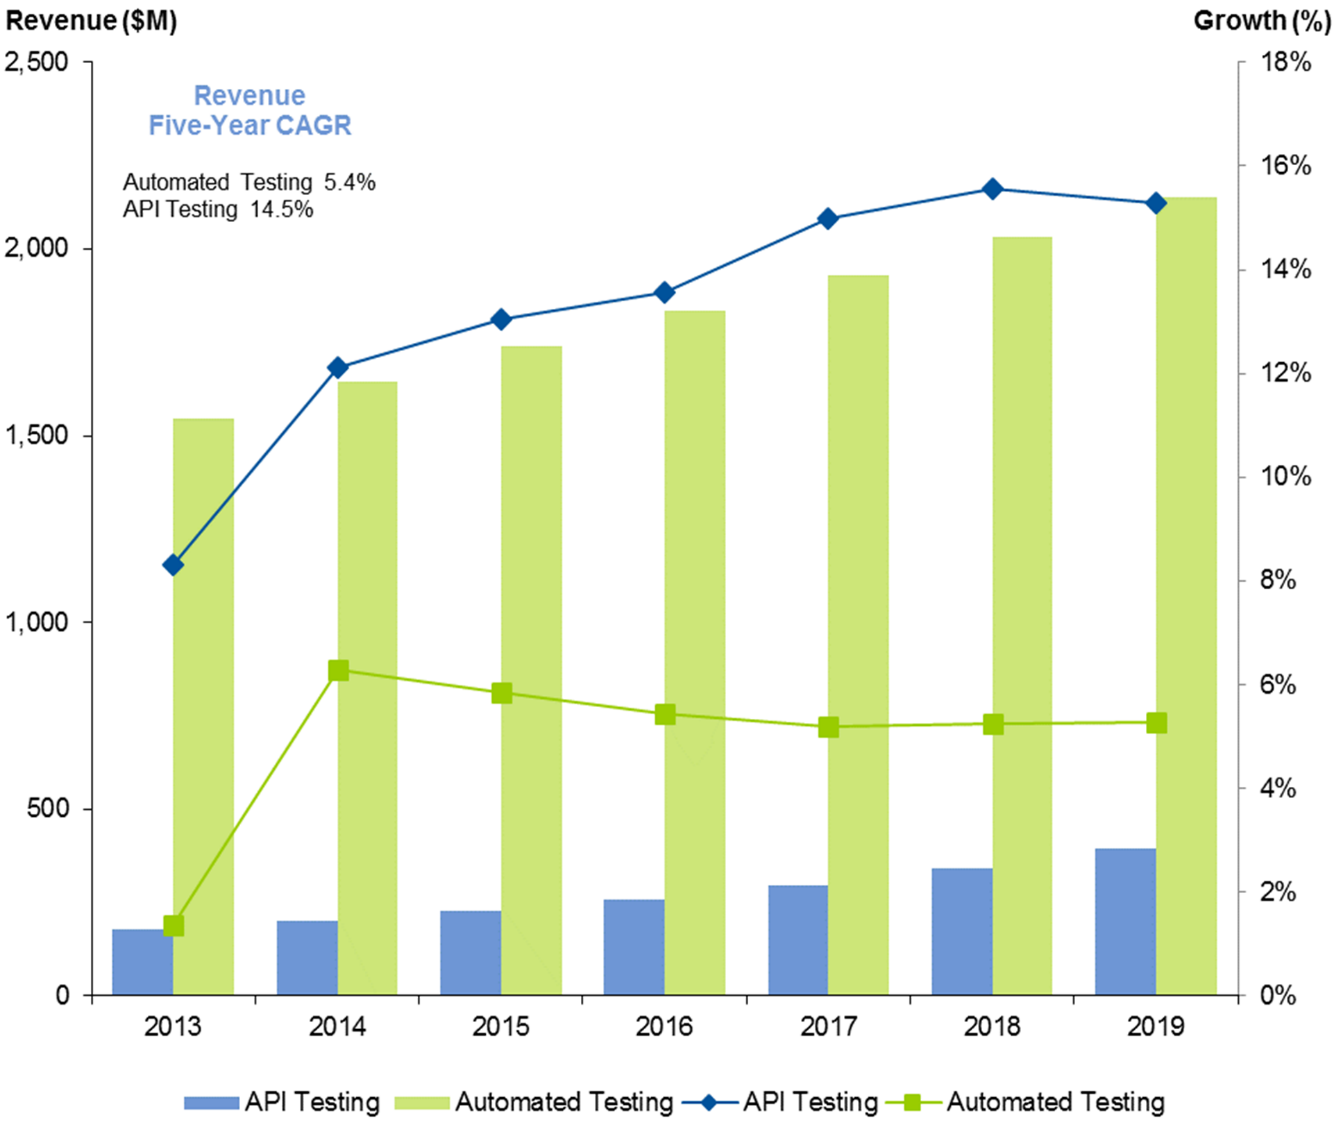 Revenue ($M)
Growth (%)
2,500
18%
Revenue
Five-Year CAGR
16%
Automated Testing 5.4%
API Testing 14.5%
2,000
14%
12%
1,500
10%
8%
1,000
6%
500
4%
2%
0
0%
2013 2014 2015 2016 2017 2018 2019
API Testing Automated Testing API Testing Automated Testing